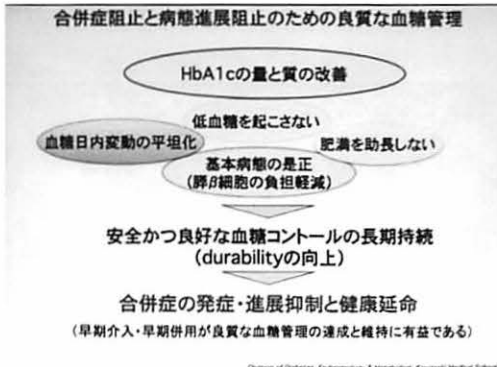 合併症阻止と病態進展阻止のための良質な血糖管理
HbA1cの量と質の改善
低血糖を起こさない
血糖日内変動の平坦化
肥満を助長しない
基本病態の是正
(膵β細胞の負担軽減)
安全かつ良好な血糖コントロールの長期持続
(durabilityの向上)
合併症の発症・進展抑制と健康延命
(早期介入・早期併用が良質な血糖管理の達成と維持に有益である)
Division of Diabetes, Endocrinology & Metabolism, Kawasaki Medical School